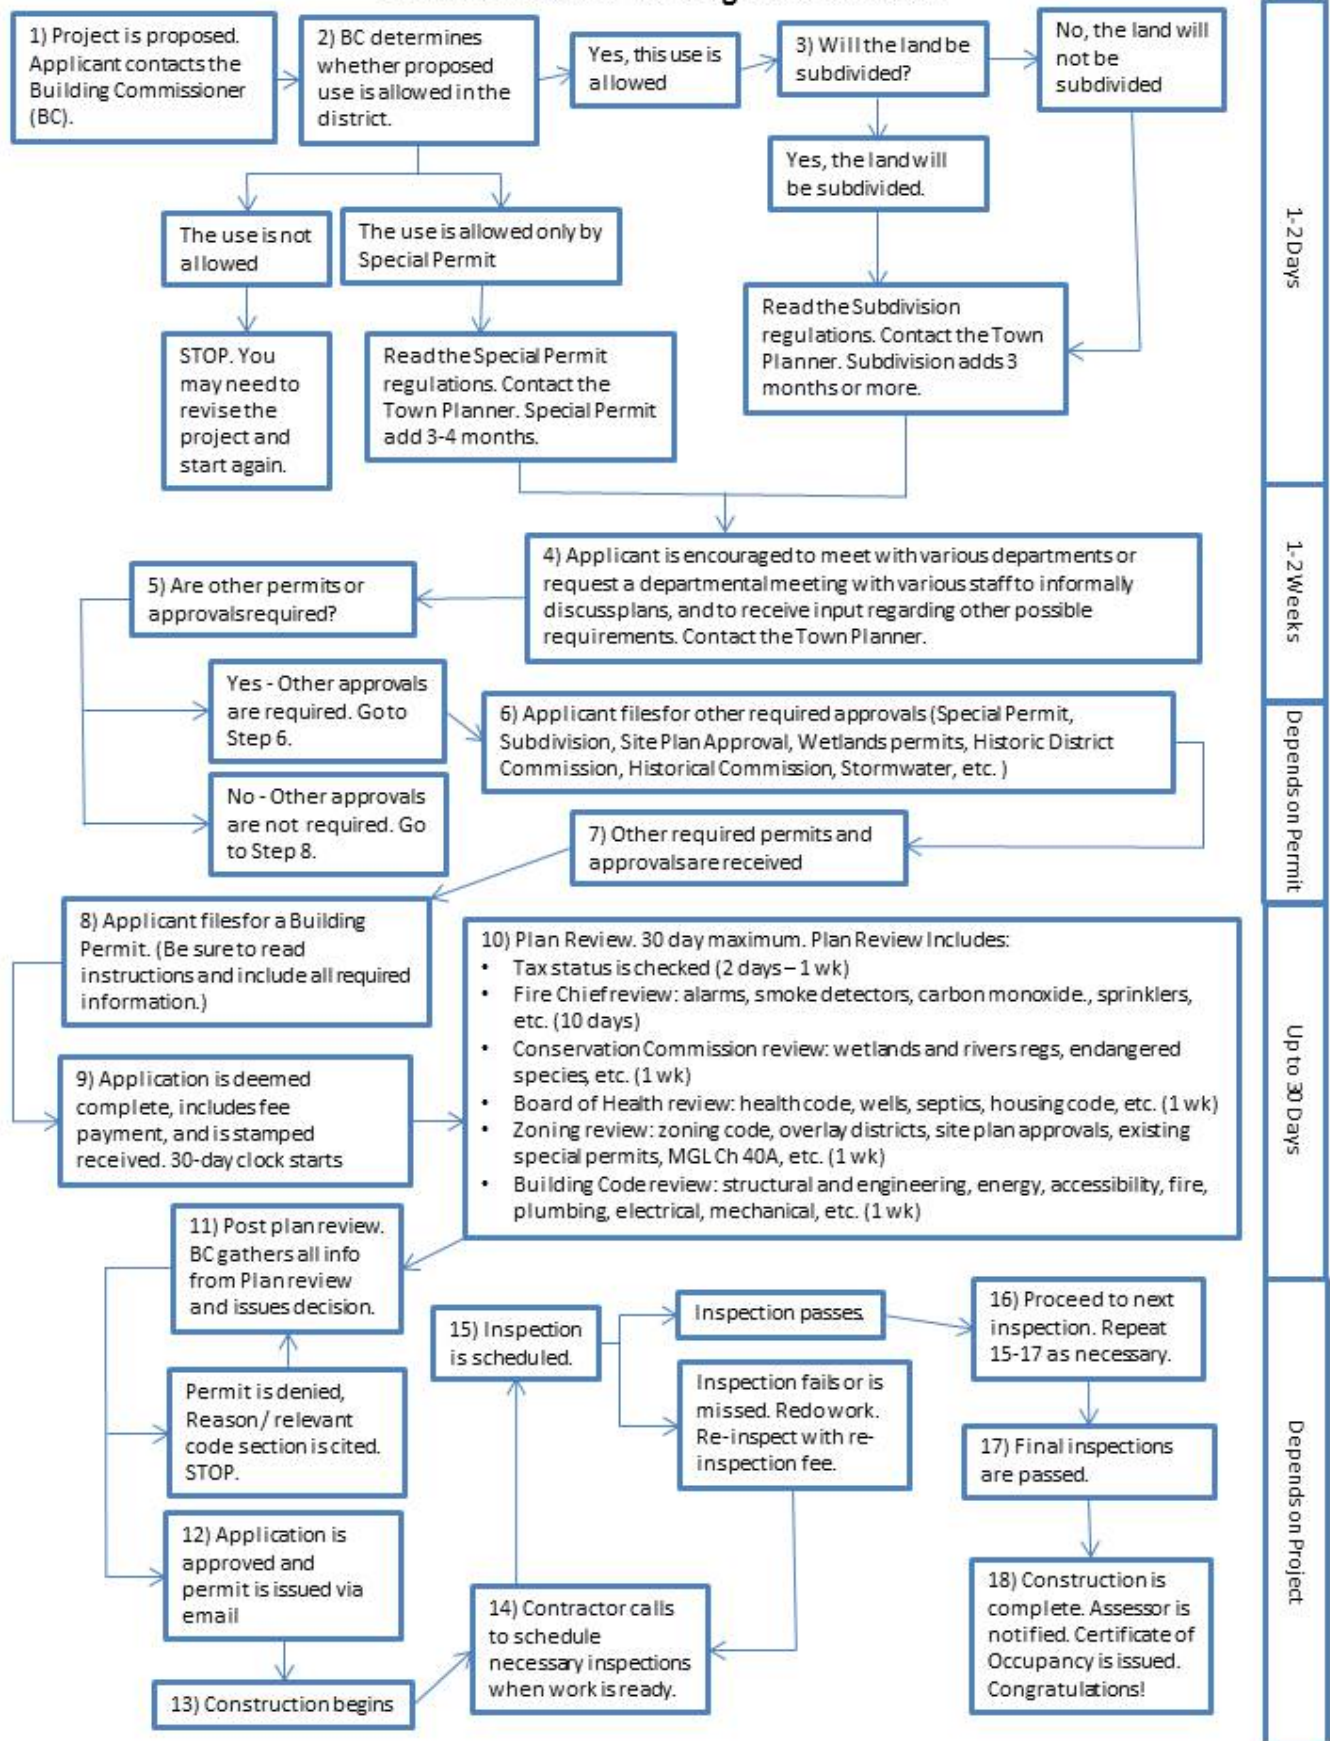 1) Project is proposed.
Applicant contacts the
Building Commissioner
(BC).
2) BC determines
whether proposed
use is allowed in the
district.
Yes, this use is
allowed
3) Will the land be
subdivided?
No, the land will
not be
subdivided
Yes, the land will
be subdivided.
The use is not
allowed
The use is allowed only by
Special Permit
STOP. You
may need to
revise the
project and
start again.
Read the Special Permit
regulations. Contact the
Town Planner. Special Permit
add 3-4 months.
Read the Subdivision
regulations. Contact the Town
Planner. Subdivision adds 3
months or more.
1-2 Days
4) Applicant is encouraged to meet with various departments or
request a departmental meeting with various staff to informally
discuss plans, and to receive input regarding other possible
requirements. Contact the Town Planner.
5) Are other permits or
approvals required?
1-2 Weeks
Yes - Other approvals
are required. Go to
Step 6.
6) Applicant files for other required approvals (Special Permit,
Subdivision, Site Plan Approval, Wetlands permits, Historic District
Commission, Historical Commission, Stormwater, etc. )
No - Other approvals
are not required. Go
to Step 8.
7) Other required permits and
approvals are received
Depends on Permit
8) Applicant files for a Building
Permit. (Be sure to read
instructions and include all required
information.)
9) Application is deemed
complete, includes fee
payment, and is stamped
received. 30-day clock starts
10) Plan Review. 30 day maximum. Plan Review Includes:
• Tax status is checked (2 days – 1 wk)
• Fire Chief review: alarms, smoke detectors, carbon monoxide., sprinklers,
etc. (10 days)
• Conservation Commission review: wetlands and rivers regs, endangered
species, etc. (1 wk)
• Board of Health review: health code, wells, septics, housing code, etc. (1 wk)
• Zoning review: zoning code, overlay districts, site plan approvals, existing
special permits, MGL Ch 40A, etc. (1 wk)
• Building Code review: structural and engineering, energy, accessibility, fire,
plumbing, electrical, mechanical, etc. (1 wk)
Up to 30 Days
11) Post plan review.
BC gathers all info
from Plan review
and issues decision.
Permit is denied,
Reason / relevant
code section is cited.
STOP.
12) Application is
approved and
permit is issued via
email
13) Construction begins
14) Contractor calls
to schedule
necessary inspections
when work is ready.
15) Inspection
is scheduled.
Inspection passes.
Inspection fails or is
missed. Redo work.
Re-inspect with re-
inspection fee.
16) Proceed to next
inspection. Repeat
15-17 as necessary.
17) Final inspections
are passed.
18) Construction is
complete. Assessor is
notified. Certificate of
Occupancy is issued.
Congratulations!
Depends on Project